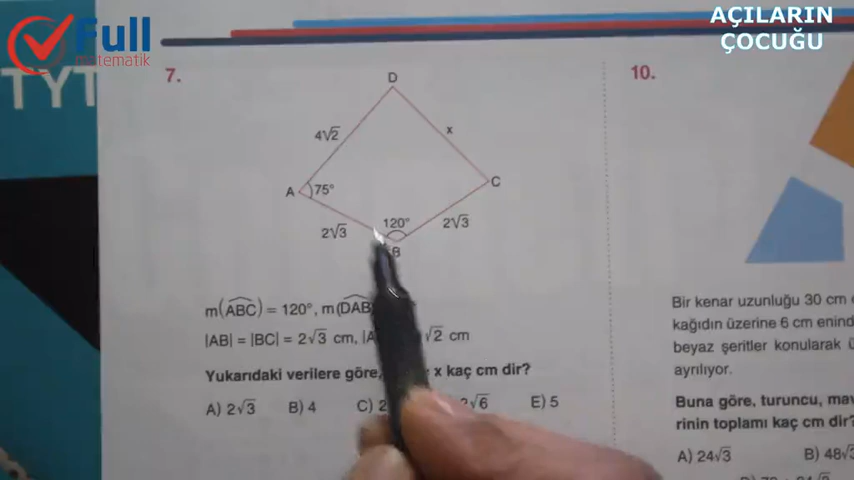 Full
matematik
AÇILARIN
ÇOCUĞU
TYT
7.
D
4√2
x
A
75°
C
120°
2√3
2√3
B
m(ABC) = 120°, m(DAB)
|AB| = |BC| = 2√3 cm, |A √2 cm
Yukarıdaki verilere göre, x kaç cm dir?
A) 2√3 B) 4 C) 2 2√6 E) 5
10.
Bir kenar uzunluğu 30 cm
kağıdın üzerine 6 cm enind
beyaz şeritler konularak
ayrılıyor.
Buna göre, turuncu, mav
rinin toplamı kaç cm dir?
A) 24√3 B) 48√3